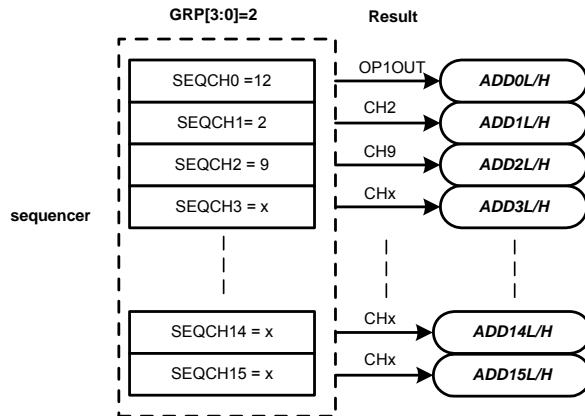 GRP[3:0]=2 Result
SEQCH0 =12 OP1OUT ADD0L/H
SEQCH1= 2 CH2 ADD1L/H
SEQCH2 = 9 CH9 ADD2L/H
SEQCH3 = x CHx ADD3L/H
sequencer
SEQCH14 = x CHx ADD14L/H
SEQCH15 = x CHx ADD15L/H